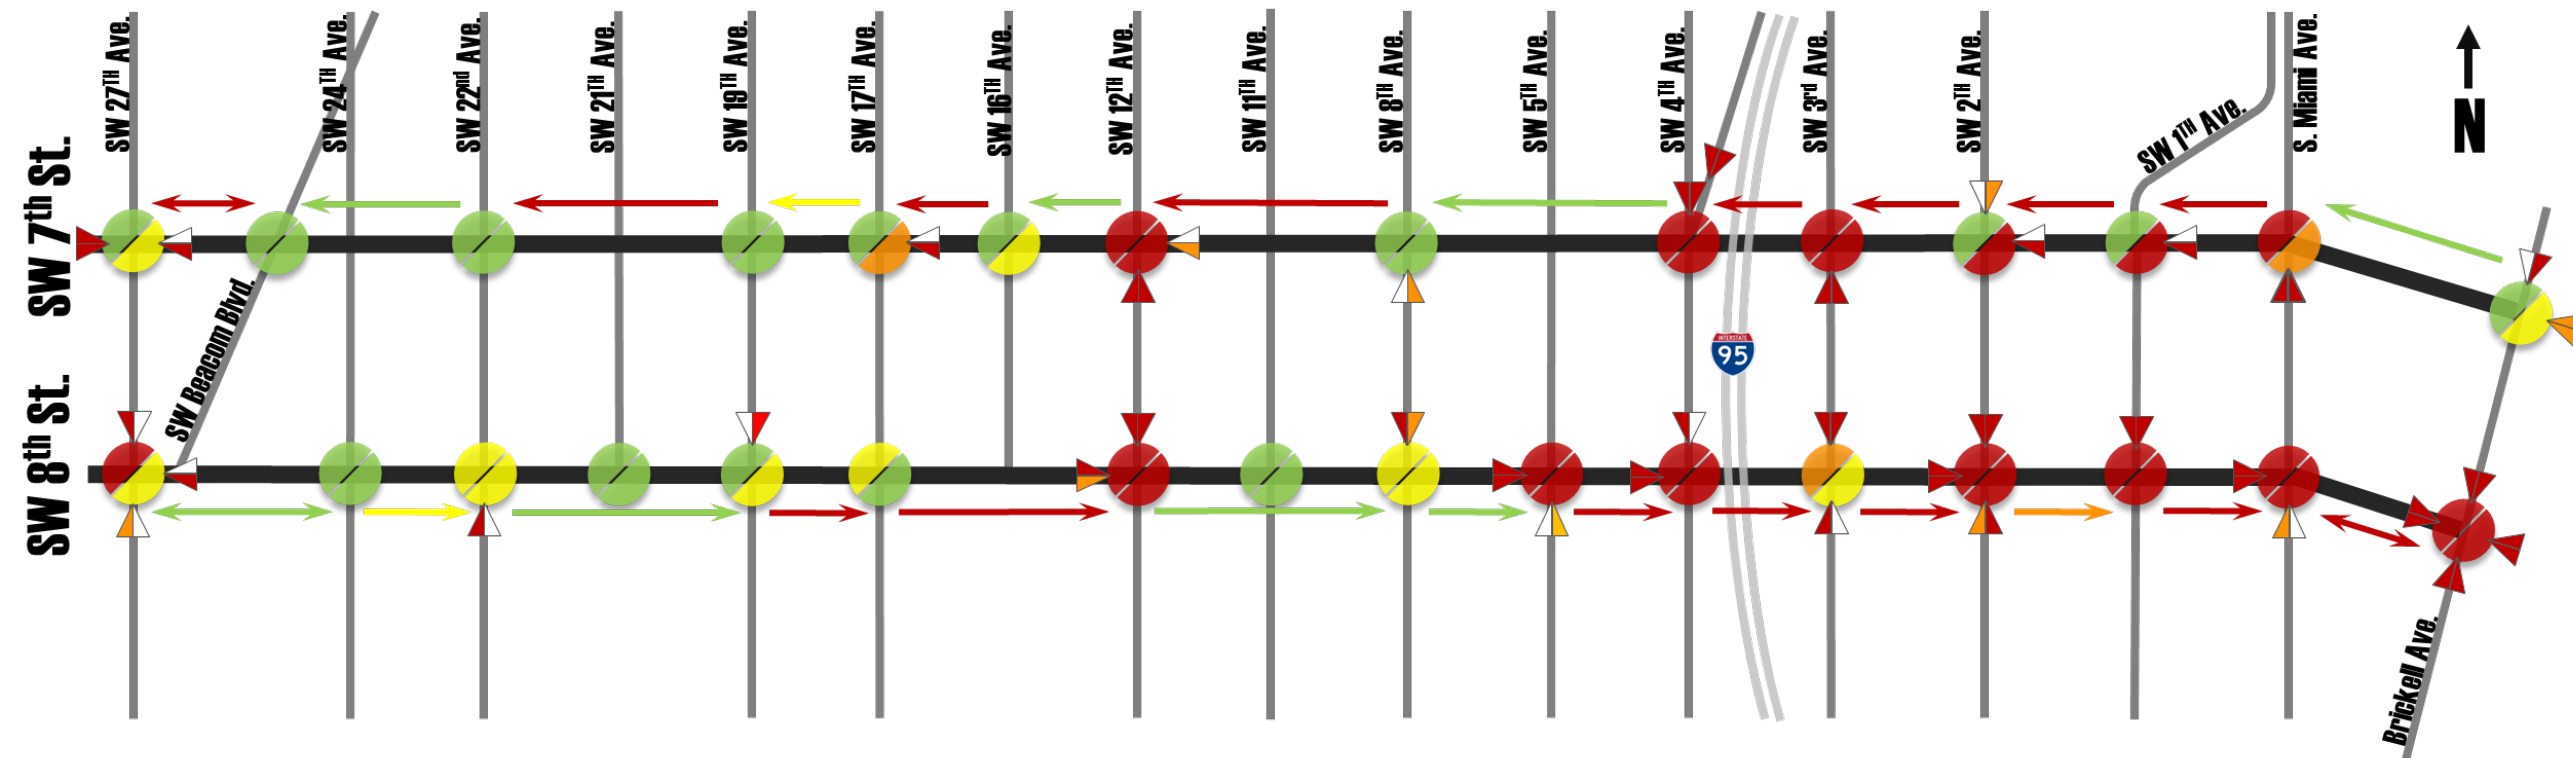 SW 27TH Ave.
SW 24TH Ave.
SW 22nd Ave.
SW 21TH Ave.
SW 19TH Ave.
SW 17TH Ave.
SW 16TH Ave.
SW 12TH Ave.
SW 11TH Ave.
SW 8TH Ave.
SW 5TH Ave.
SW 4TH Ave.
SW 3rd Ave.
SW 2TH Ave.
SW 1TH Ave.
S. Miami Ave.
N
SW 7th St.
SW Beacom Blvd.
INTERSTATE
95
SW 8th St.
Brickell Ave.